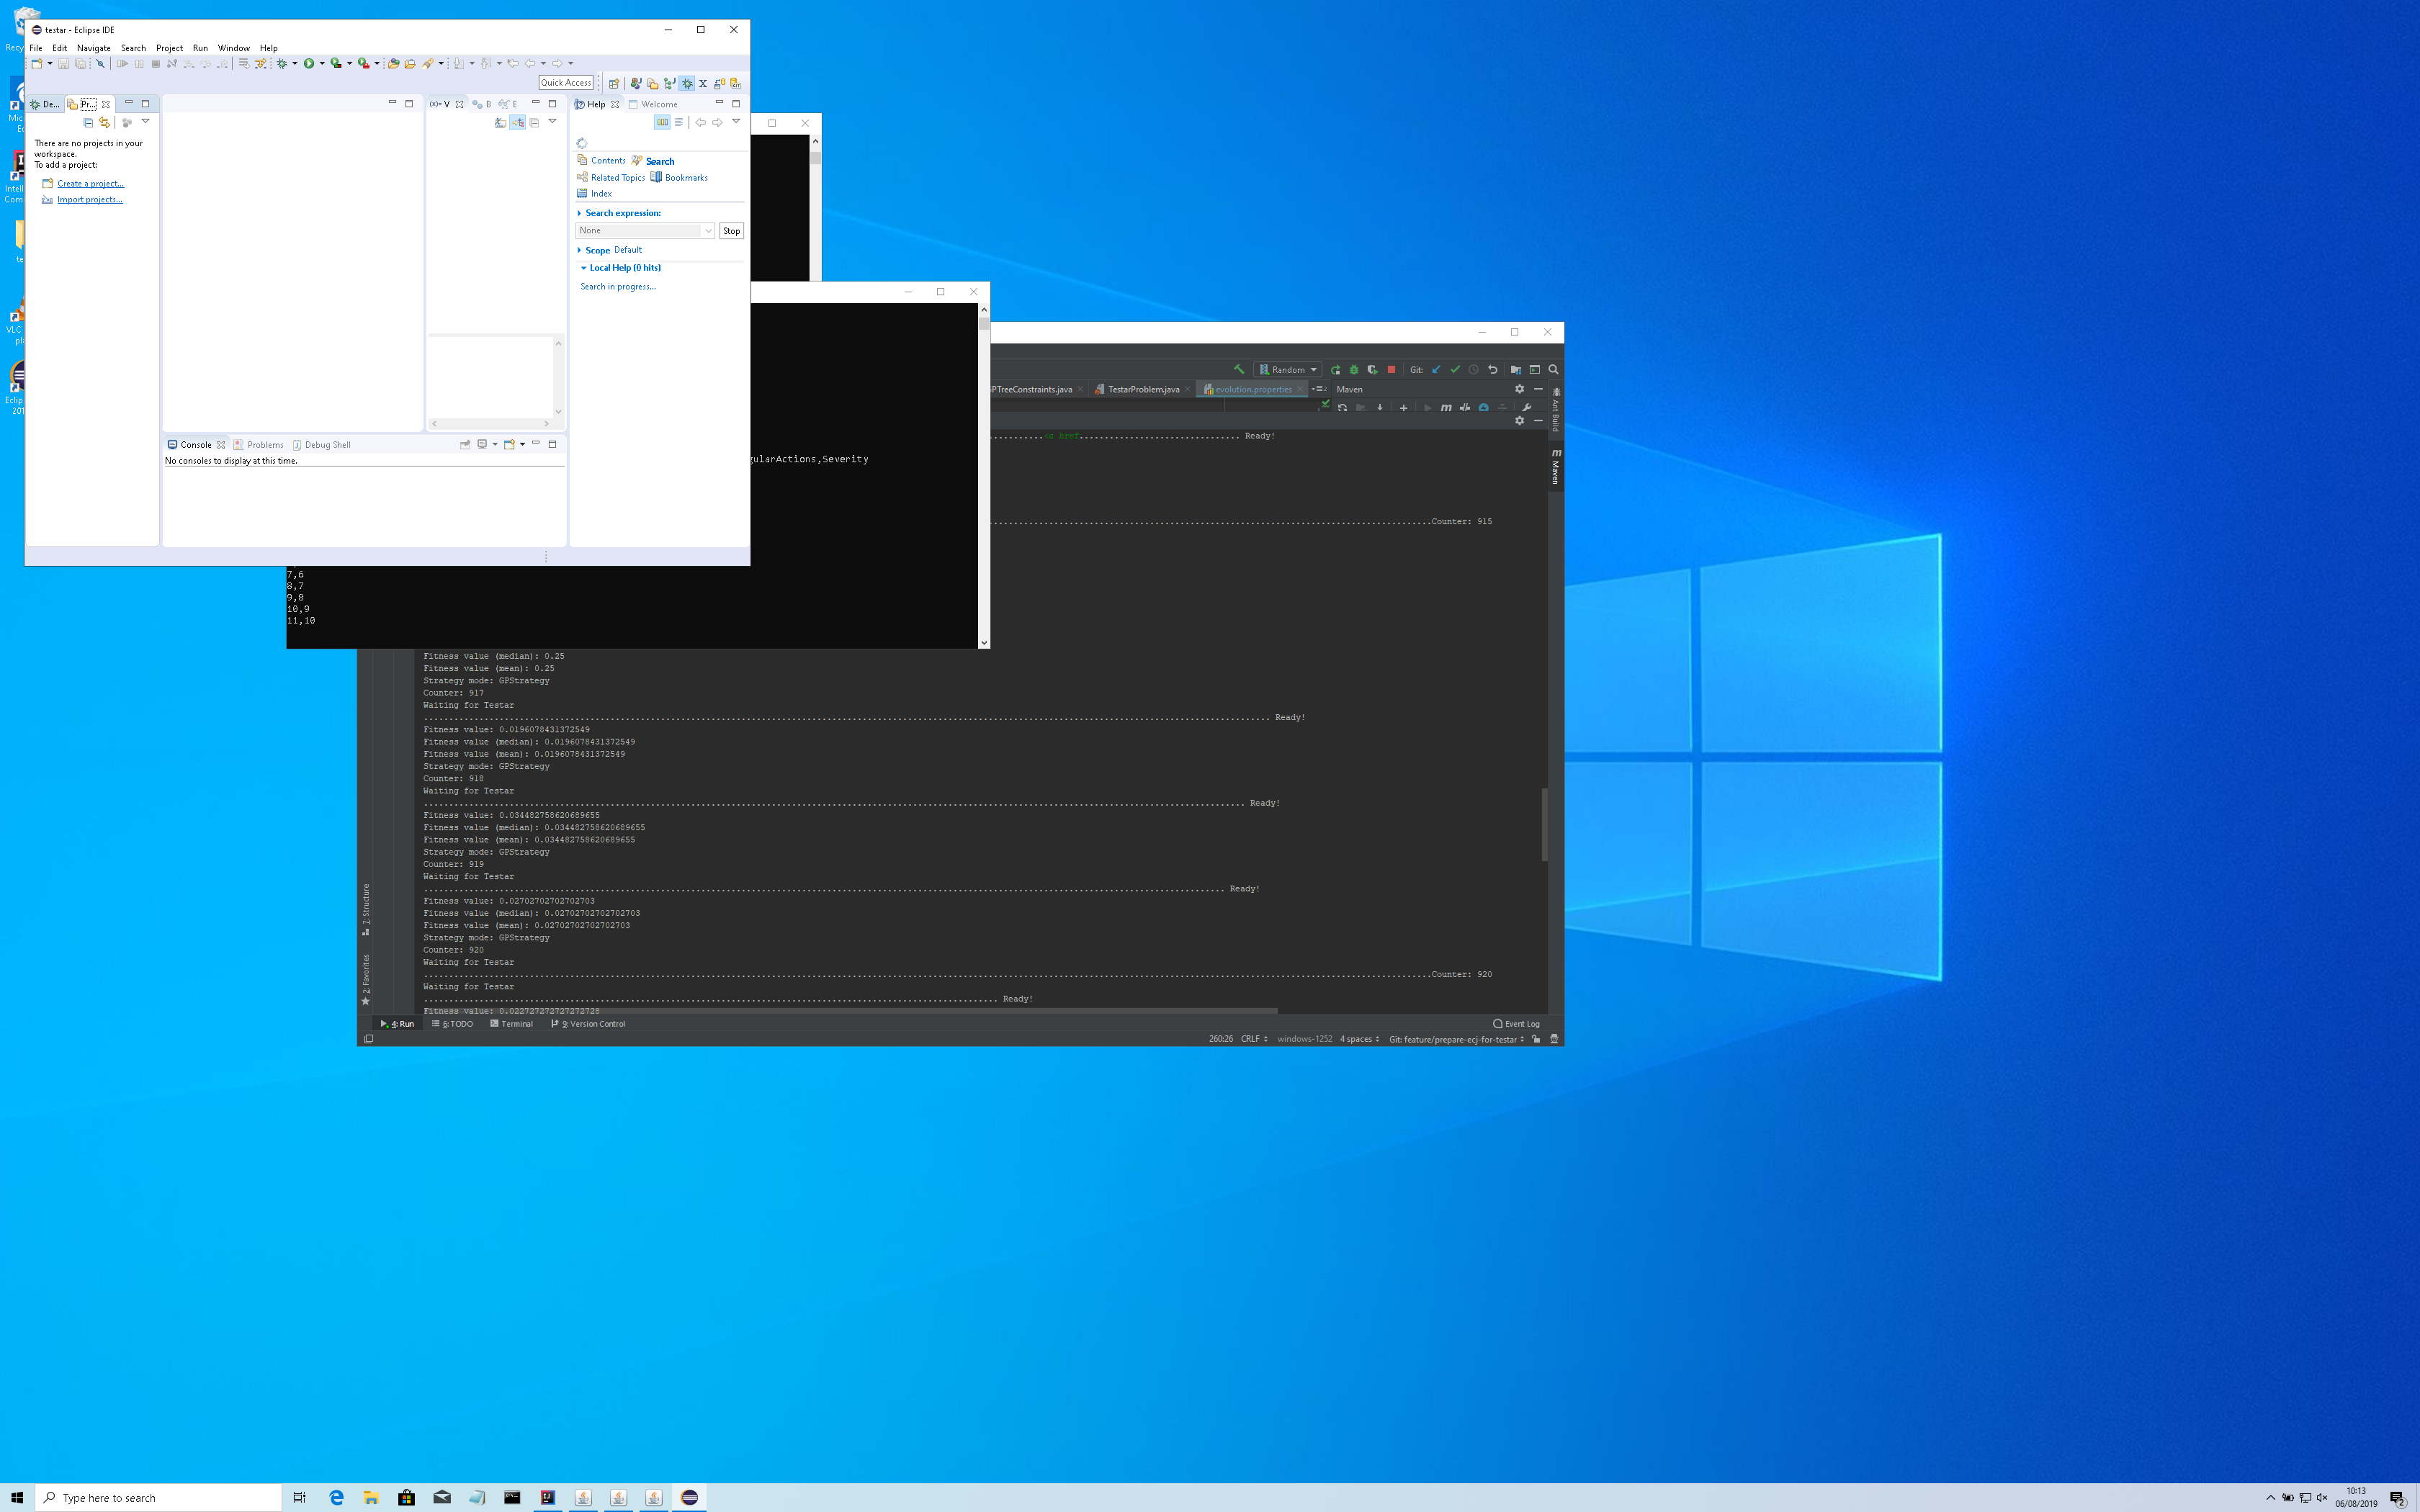 testar - Eclipse IDE
File Edit Navigate Search Project Run Window Help
Quick Access
De... Pr...
V B E
Help Welcome
There are no projects in your
workspace.
To add a project:
Create a project...
Import projects...
Contents Search
Related Topics Bookmarks
Index
Search expression:
None Stop
Scope Default
Local Help (0 hits)
Search in progress...
Console Problems Debug Shell
No consoles to display at this time.
gularActions,Severity
7,6
8,7
9,8
10,9
11,10
Random Git:
PTreeConstraints.java TestarProblem.java evolution.properties Maven
Ant Build
Maven
<a href Ready!
Counter: 915
Fitness value (median): 0.25
Fitness value (mean): 0.25
Strategy mode: GPStrategy
Counter: 917
Waiting for Testar
Ready!
Fitness value: 0.0196078431372549
Fitness value (median): 0.0196078431372549
Fitness value (mean): 0.0196078431372549
Strategy mode: GPStrategy
Counter: 918
Waiting for Testar
Ready!
Fitness value: 0.034482758620689655
Fitness value (median): 0.034482758620689655
Fitness value (mean): 0.034482758620689655
Strategy mode: GPStrategy
Counter: 919
Waiting for Testar
Ready!
Fitness value: 0.02702702702702703
Fitness value (median): 0.02702702702702703
Fitness value (mean): 0.02702702702702703
Strategy mode: GPStrategy
Counter: 920
Waiting for Testar
Counter: 920
Waiting for Testar
Ready!
Fitness value: 0.022727272727272728
7: Structure
2: Favorites
4: Run 6: TODO Terminal 9: Version Control Event Log
260:26 CRLF windows-1252 4 spaces Git: feature/prepare-ecj-for-testar
Type here to search
10:13
06/08/2019
2